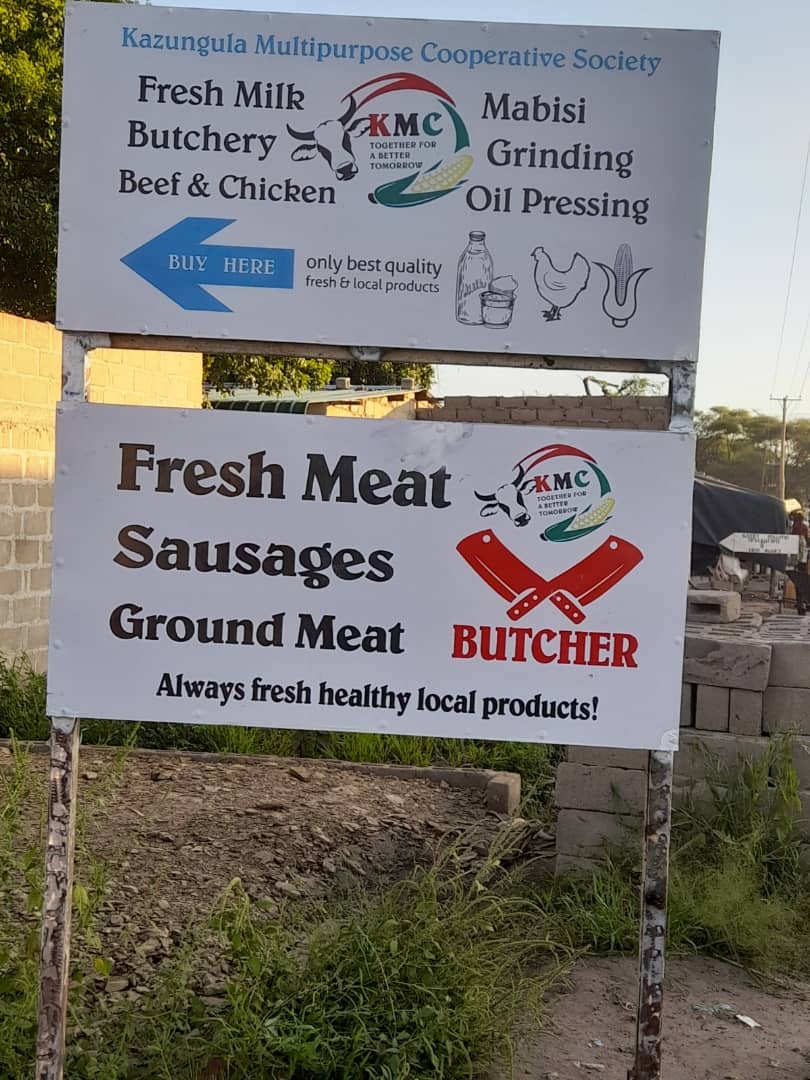 Kazungula Multipurpose Cooperative Society
Fresh Milk
Butchery
Beef & Chicken
KMC
TOGETHER FOR
A BETTER
TOMORROW
Mabisi
Grinding
Oil Pressing
BUY HERE
only best quality
fresh & local products
Fresh Meat
Sausages
Ground Meat
KMC
TOGETHER FOR
A BETTER
TOMORROW
BUTCHER
Always fresh healthy local products!